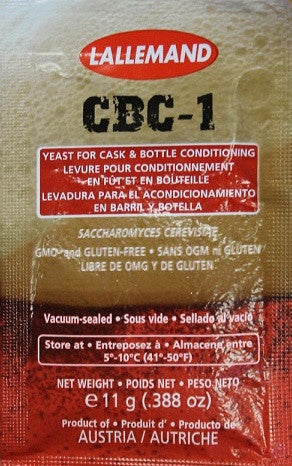 LALLEMAND
CBC-1
YEAST FOR CASK & BOTTLE CONDITIONING
LEVURE POUR CONDITIONNEMENT
EN FÛT ET EN BOUTEILLE
LEVADURA PARA EL ACONDICIONAMIENTO
EN BARRIL Y BOTELLA
SACCHAROMYCES CEREVISIAE
GMO- and GLUTEN-FREE • SANS OGM ni GLUTEN
LIBRE DE OMG Y DE GLUTEN
Vacuum-sealed • Sous vide • Sellado al vacío
Store at • Entreposez à • Almacene entre
5°-10°C (41°-50°F)
NET WEIGHT • POIDS NET • PESO NETO
e 11 g (.388 oz)
Product of • Produit d' • Producto de
AUSTRIA / AUTRICHE